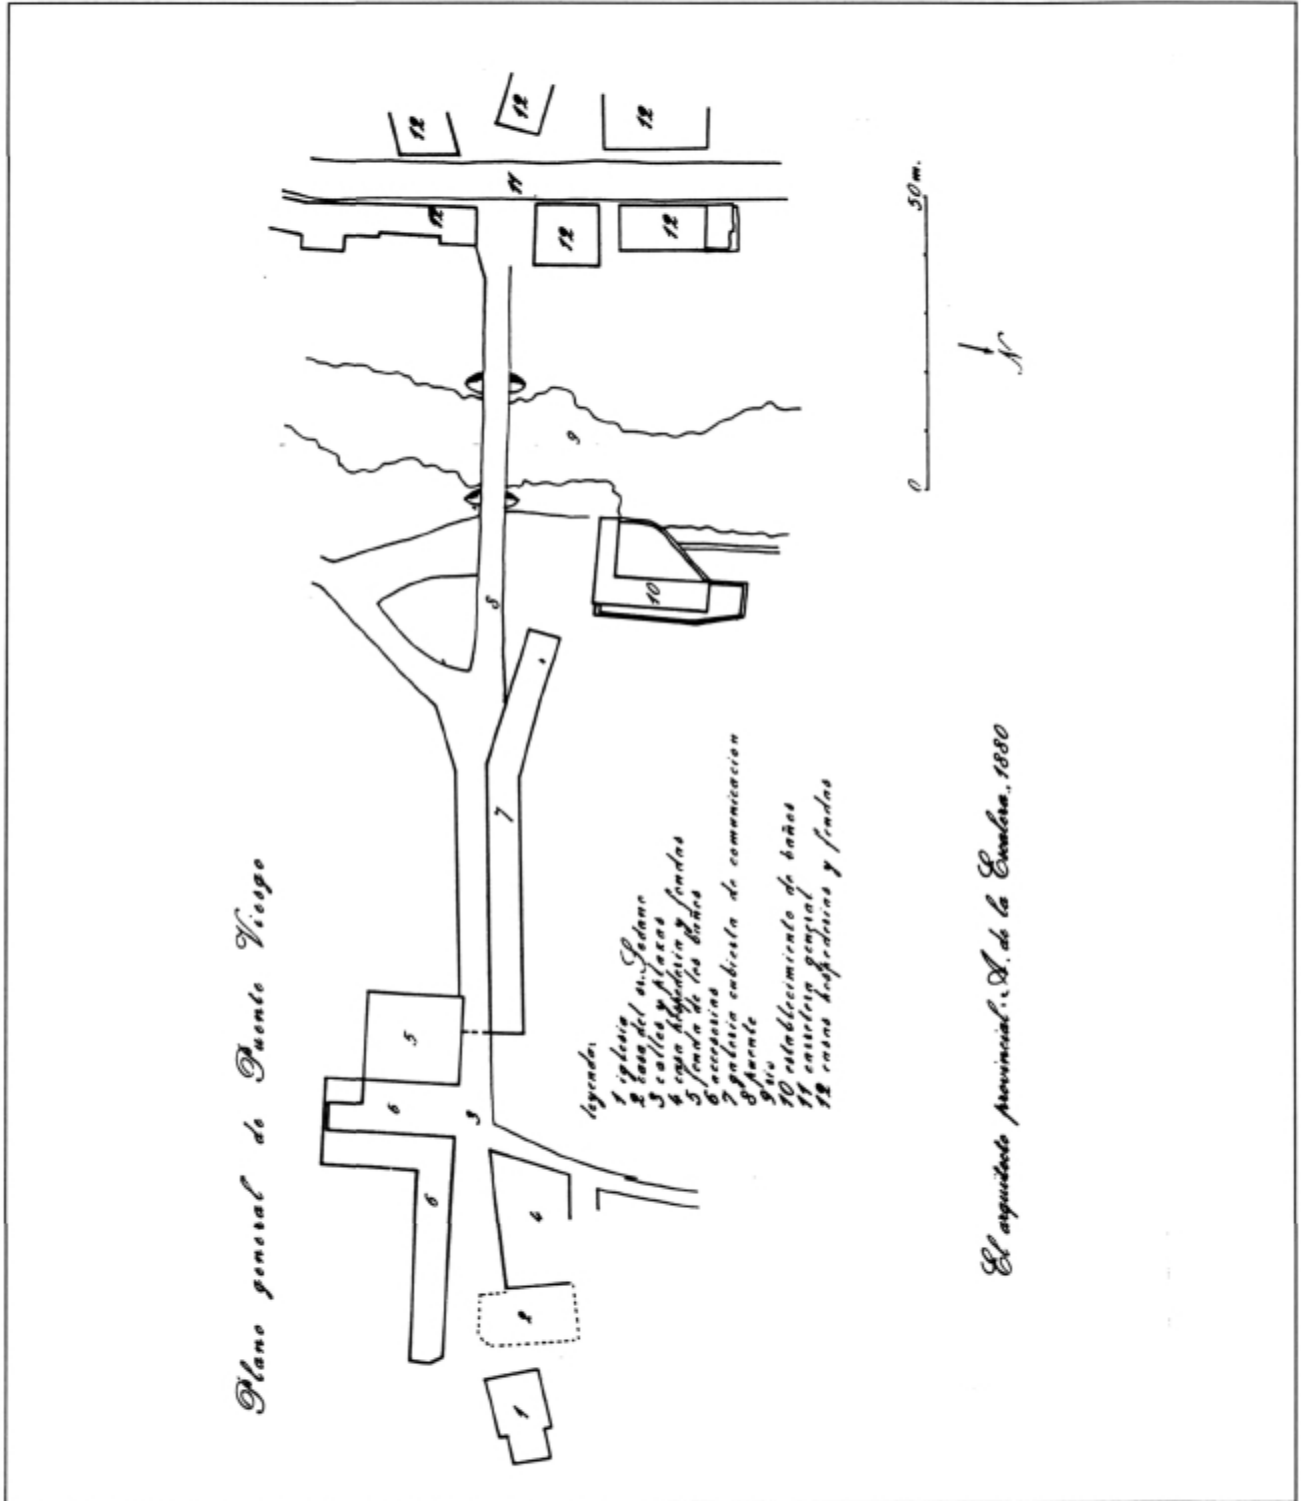 Plano general de Puente Viesgo
12
12
12
11
12
12
12
50 m.
0
N
9
8
10
7
5
6
3
6
4
2
1
leyenda:
1 iglesia
2 casa del sr.
3 calles y plazas
4 casa hospedería y fondas
5 fonda de los baños
6 accesorias
7 galería cubierta de comunicacion
8 puente
9 rio
10 establecimiento de baños
11 carretera general
12 casas hospederias y fondas
El arquitecto provincial: A. de la Escalera, 1880